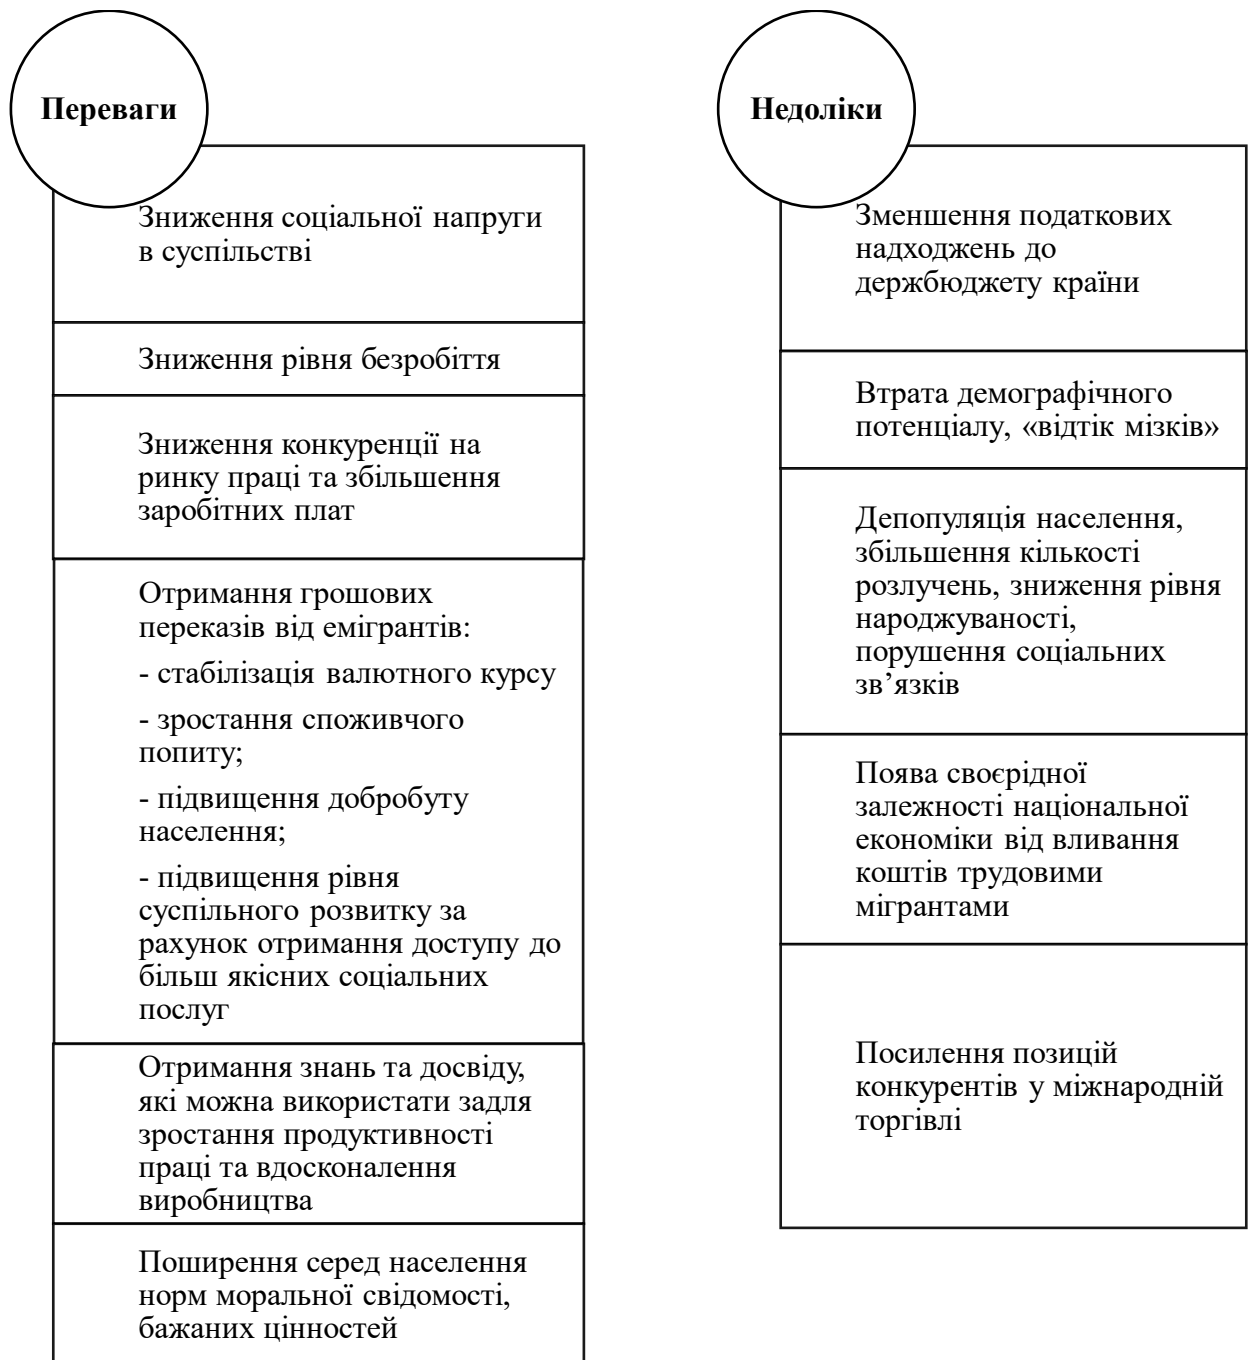 Переваги
Зниження соціальної напруги
в суспільстві
Зниження рівня безробіття
Зниження конкуренції на
ринку праці та збільшення
заробітних плат
Отримання грошових
переказів від емігрантів:
- стабілізація валютного курсу
- зростання споживчого
попиту;
- підвищення добробуту
населення;
- підвищення рівня
суспільного розвитку за
рахунок отримання доступу до
більш якісних соціальних
послуг
Отримання знань та досвіду,
які можна використати задля
зростання продуктивності
праці та вдосконалення
виробництва
Поширення серед населення
норм моральної свідомості,
бажаних цінностей
Недоліки
Зменшення податкових
надходжень до
держбюджету країни
Втрата демографічного
потенціалу, «відтік мізків»
Депопуляція населення,
збільшення кількості
розлучень, зниження рівня
народжуваності,
порушення соціальних
зв’язків
Поява своєрідної
залежності національної
економіки від вливання
коштів трудовими
мігрантами
Посилення позицій
конкурентів у міжнародній
торгівлі